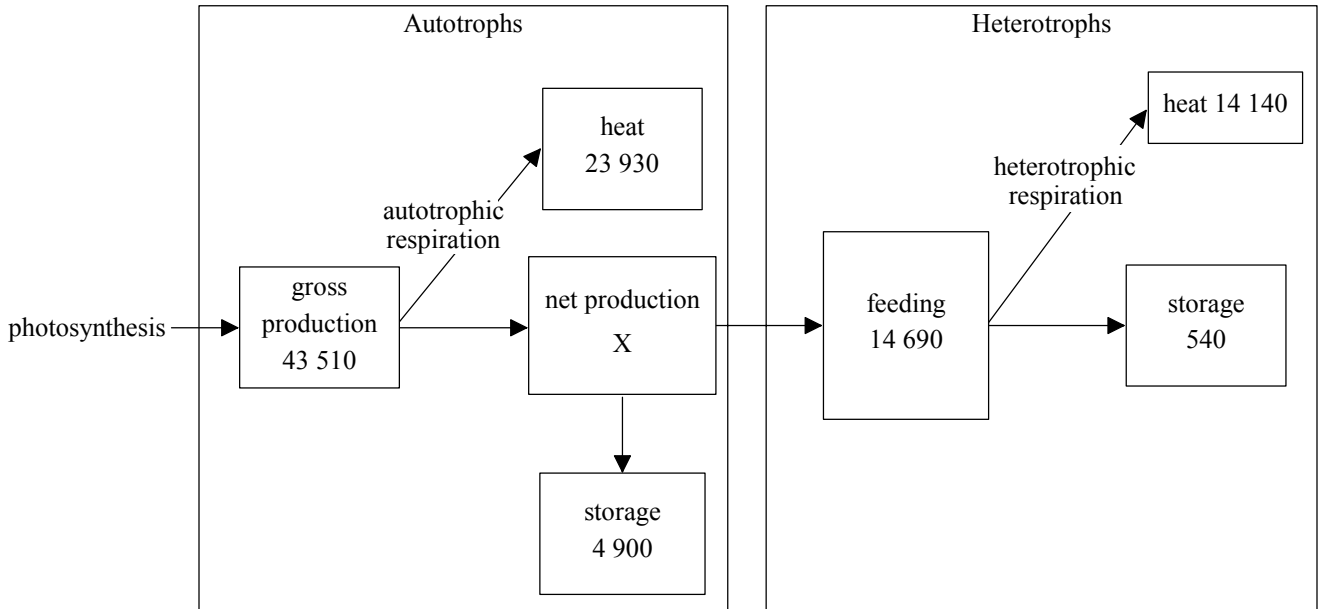 Autotrophs
Heterotrophs
heat
23 930
heat 14 140
autotrophic
respiration
heterotrophic
respiration
photosynthesis
gross
production
43 510
net production
X
feeding
14 690
storage
540
storage
4 900